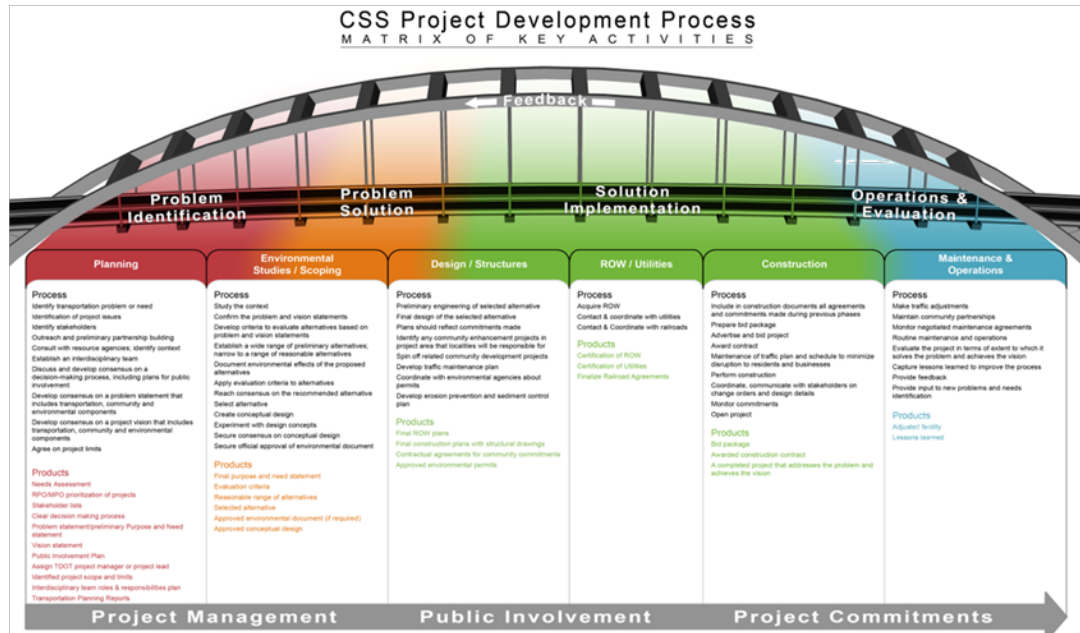 CSS Project Development Process
MATRIX OF KEY ACTIVITIES
Feedback
Problem
Identification
Problem
Solution
Solution
Implementation
Operations &
Evaluation
Planning
Process
Identify transportation problem or need
Identification of project issues
Identify stakeholders
Outreach and preliminary partnership building
Consult with resource agencies; identify context
Establish an interdisciplinary team
Discuss and develop consensus on a
decision-making process, including plans for public
involvement
Develop consensus on a problem statement that
includes transportation, community and
environmental components
Develop consensus on a project vision that includes
transportation, community and environmental
components
Agree on project limits
Products
Needs Assessment
RPO/MPO prioritization of projects
Stakeholder lists
Clear decision making process
Problem statement/preliminary Purpose and Need
statement
Vision statement
Public Involvement Plan
Assign TDOT project manager or project lead
Identified project scope and limits
Interdisciplinary team roles & responsibilities plan
Transportation Planning Reports
Environmental
Studies / Scoping
Process
Study the context
Confirm the problem and vision statements
Develop criteria to evaluate alternatives based on
problem and vision statements
Establish a wide range of preliminary alternatives;
narrow to a range of reasonable alternatives
Document environmental effects of the proposed
alternatives
Apply evaluation criteria to alternatives
Reach consensus on the recommended alternative
Select alternative
Create conceptual design
Experiment with design concepts
Secure consensus on conceptual design
Secure official approval of environmental document
Products
Final purpose and need statement
Evaluation criteria
Reasonable range of alternatives
Selected alternative
Approved environmental document (if required)
Approved conceptual design
Design / Structures
Process
Preliminary engineering of selected alternative
Final design of the selected alternative
Plans should reflect commitments made
Identify any community enhancement projects in
project area that localities will be responsible for
Spin off related community development projects
Develop traffic maintenance plan
Coordinate with environmental agencies about
permits
Develop erosion prevention and sediment control
plan
Products
Final ROW plans
Final construction plans with structural drawings
Contractual agreements for community commitments
Approved environmental permits
ROW / Utilities
Process
Acquire ROW
Contact & coordinate with utilities
Contact & Coordinate with railroads
Products
Certification of ROW
Certification of Utilities
Finalize Railroad Agreements
Construction
Process
Include in construction documents all agreements
and commitments made during previous phases
Prepare bid package
Advertise and bid project
Award contract
Maintenance of traffic plan and schedule to minimize
disruption to residents and businesses
Perform construction
Coordinate, communicate with stakeholders on
change orders and design details
Monitor commitments
Open project
Products
Bid package
Awarded construction contract
A completed project that addresses the problem and
achieves the vision
Maintenance &
Operations
Process
Make traffic adjustments
Maintain community partnerships
Monitor negotiated maintenance agreements
Routine maintenance and operations
Evaluate the project in terms of extent to which it
solves the problem and achieves the vision
Capture lessons learned to improve the process
Provide feedback
Provide input to new problems and needs
identification
Products
Adjusted facility
Lessons learned
Project Management
Public Involvement
Project Commitments